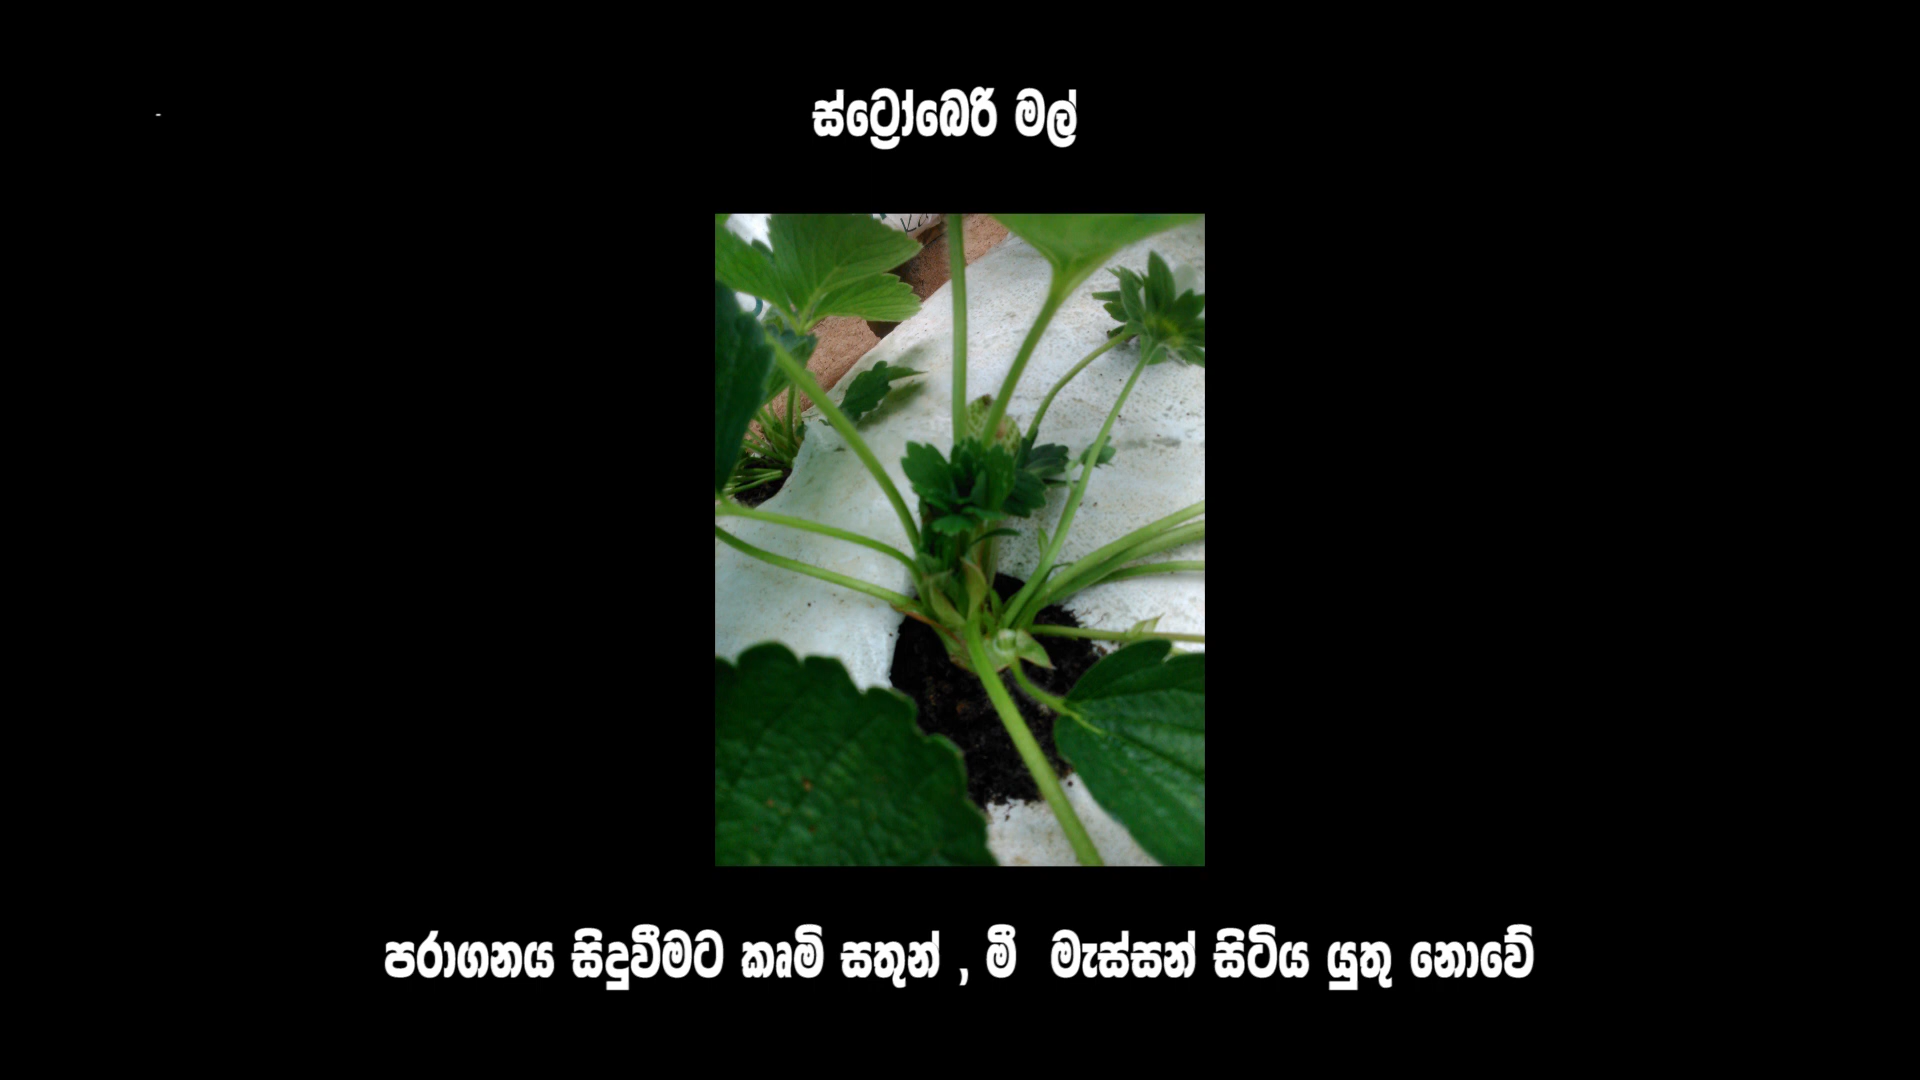 ස්ට්‍රෝබෙරි මල්
පරාගනය සිදුවීමට කෘමි සතුන් , මී මැස්සන් සිටිය යුතු නොවේ